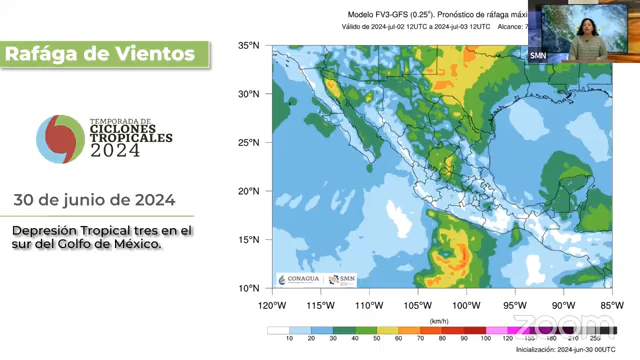 Modelo FV3-GFS (0.25°). Pronóstico de ráfaga máxi
Válido de 2024-jul-02 12UTC a 2024-jul-03 12UTC Alcance: 7
SMN
Rafága de Vientos
TEMPORADA DE
CICLONES
TROPICALES
2024
30 de junio de 2024
Depresión Tropical tres en el
sur del Golfo de México.
35°N
30°N
25°N
20°N
15°N
10°N
CONAGUA
SMN
120°W 115°W 110°W 105°W 100°W 95°W 90°W 85°W
(km/h)
10 20 30 40 50 60 70 80 90 100 110 155 180 210 255
zoom
Inicialización: 2024-jun-30 00UTC